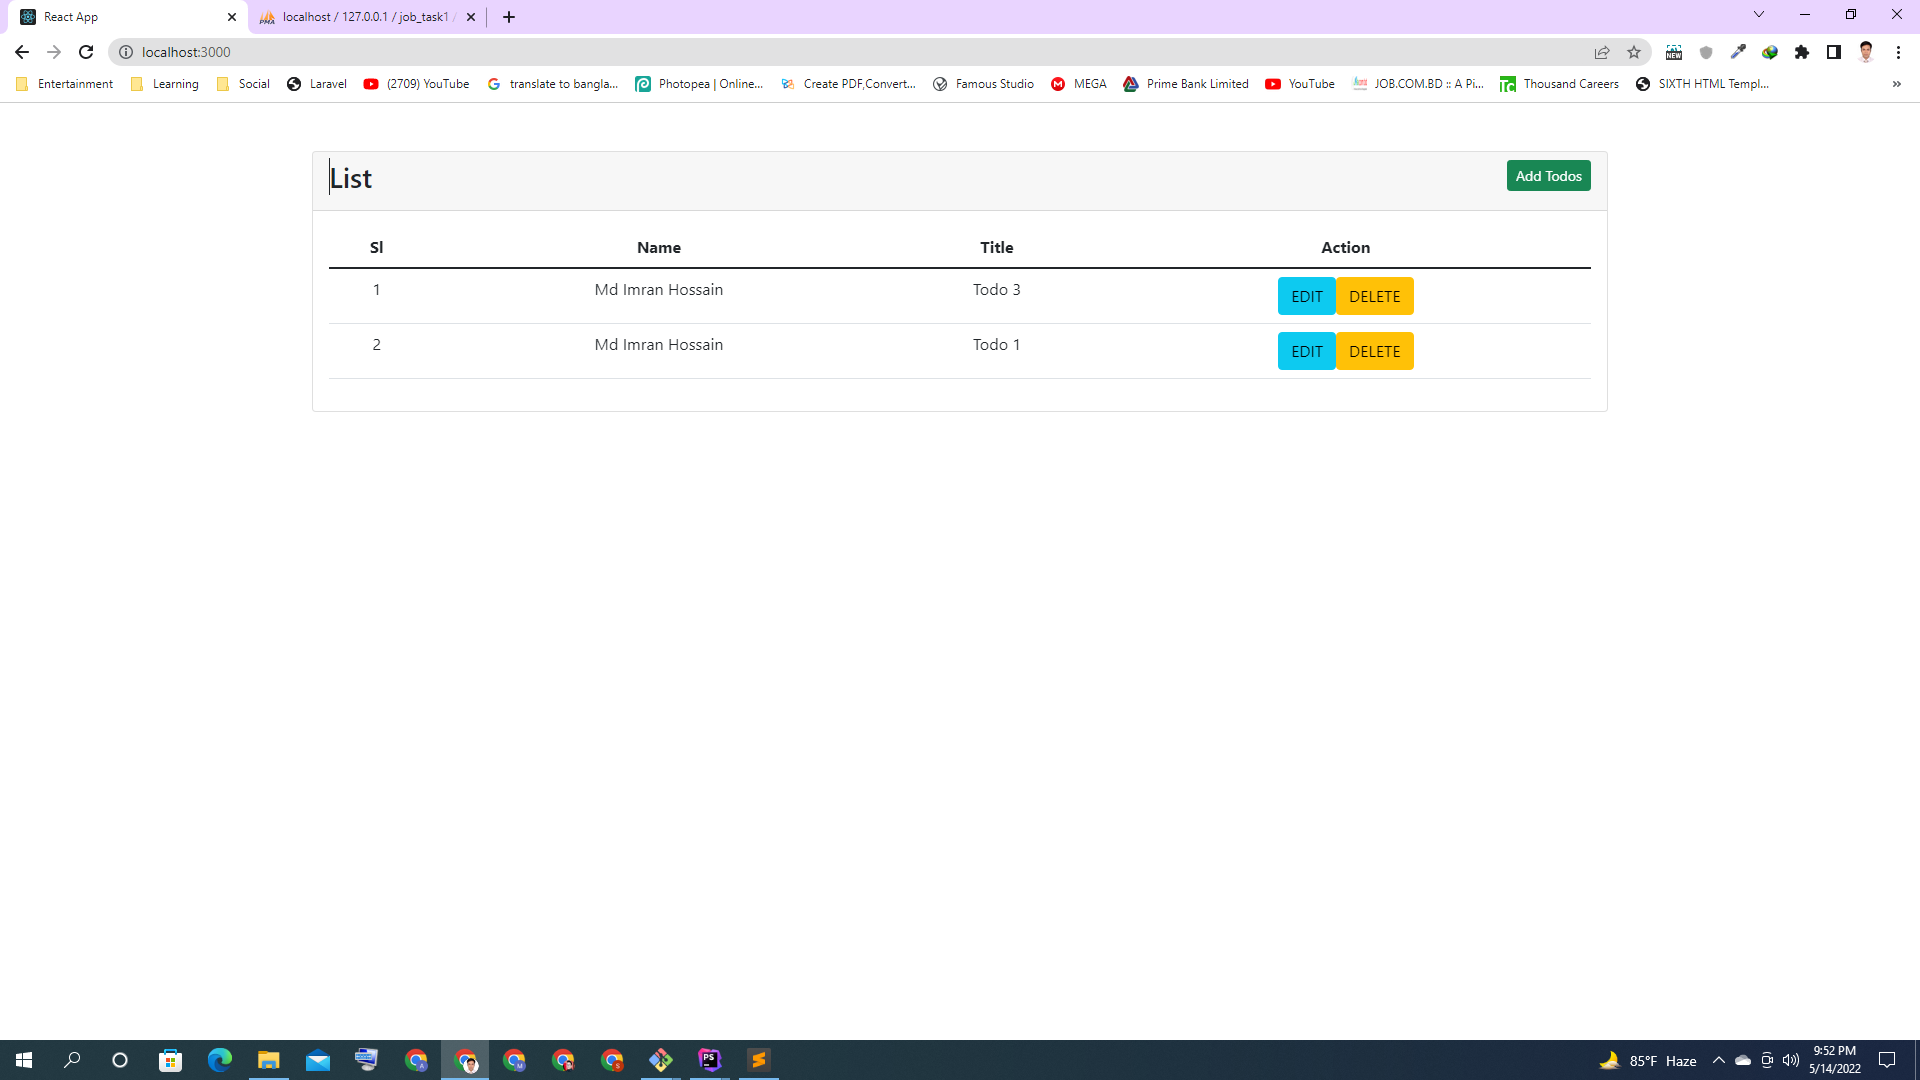 React App
localhost / 127.0.0.1 / job_task1 /
localhost:3000
Entertainment Learning Social Laravel (2709) YouTube translate to bangla... Photopea | Online... Create PDF,Convert... Famous Studio MEGA Prime Bank Limited YouTube JOB.COM.BD :: A Pi... Thousand Careers SIXTH HTML Templ... »
List
Add Todos
Sl Name Title Action
1 Md Imran Hossain Todo 3 EDIT DELETE
2 Md Imran Hossain Todo 1 EDIT DELETE
85°F Haze
9:52 PM
5/14/2022